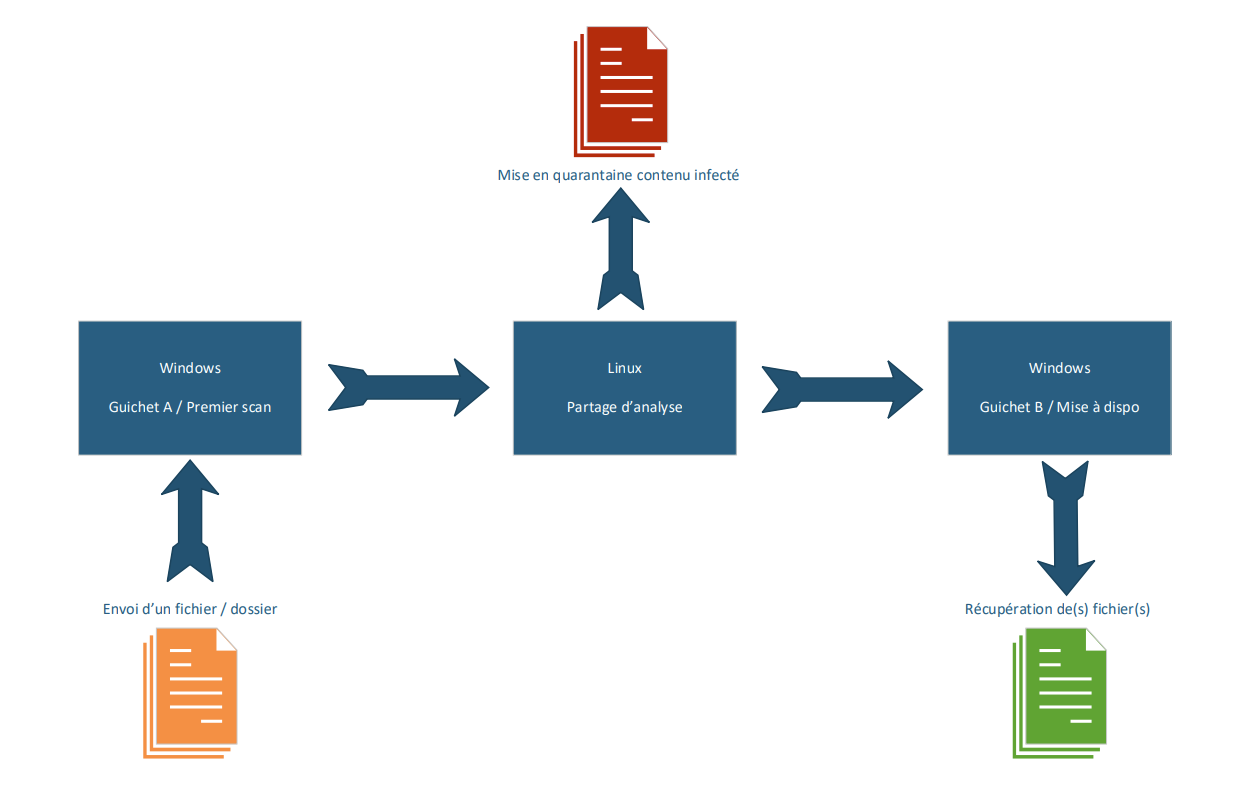 Mise en quarantaine contenu infecté
Windows
Guichet A / Premier scan
Linux
Partage d’analyse
Windows
Guichet B / Mise à dispo
Envoi d’un fichier / dossier
Récupération de(s) fichier(s)